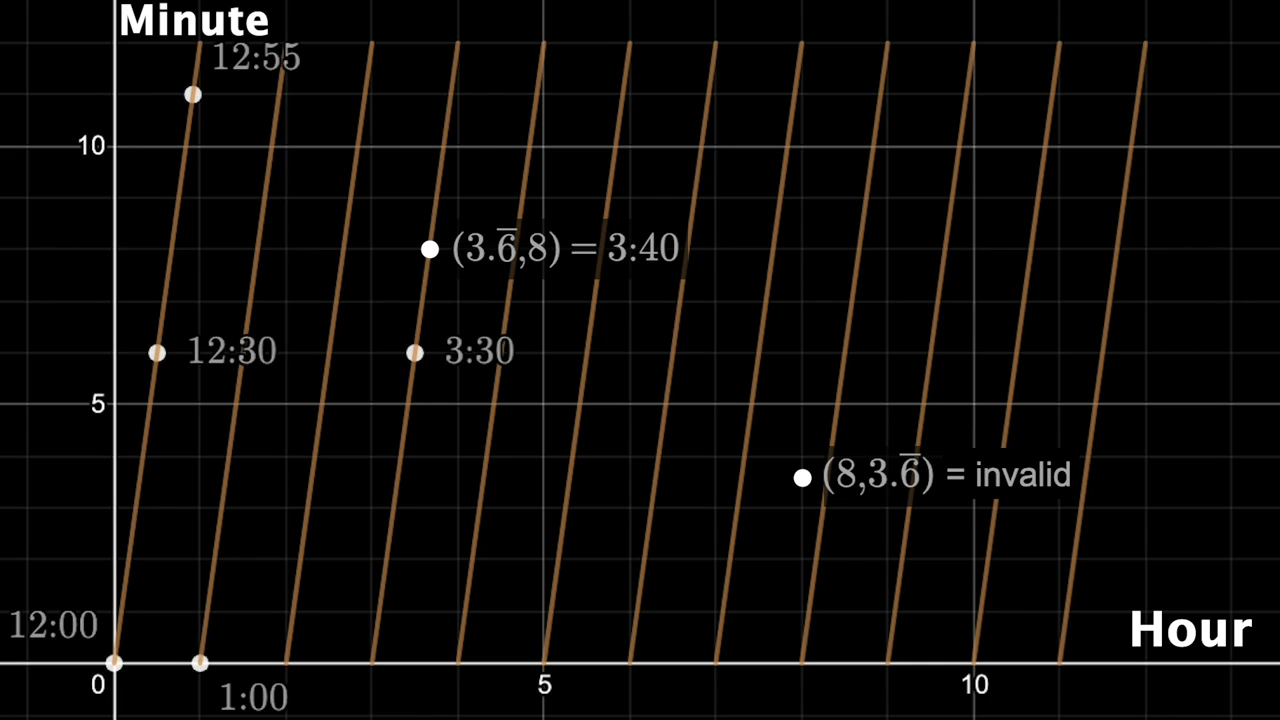 Minute
12:55
10
(3.6̅,8) = 3:40
12:30
3:30
5
(8,3.6̅) = invalid
12:00
Hour
0
5
10
1:00